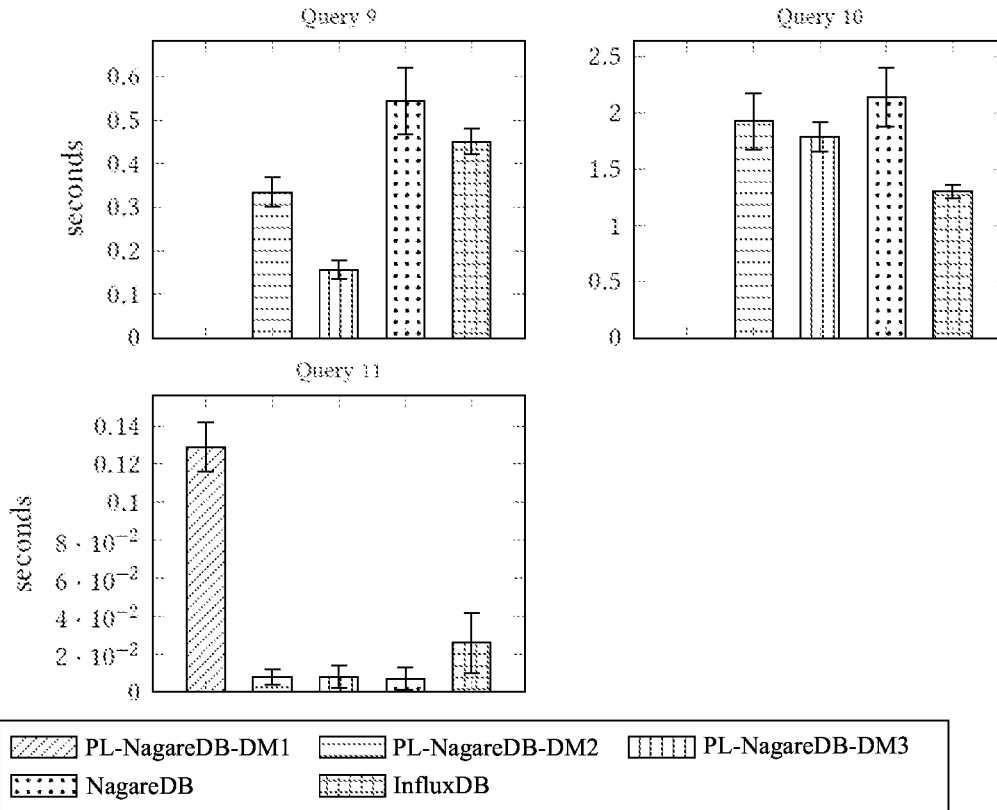 Query 9
0.6
0.5
0.4
0.3
0.2
0.1
0
seconds
Query 10
2.5
2
1.5
1
0.5
0
Query 11
0.14
0.12
0.1
8 · 10⁻²
6 · 10⁻²
4 · 10⁻²
2 · 10⁻²
0
seconds
PL-NagareDB-DM1 PL-NagareDB-DM2 PL-NagareDB-DM3
NagareDB InfluxDB